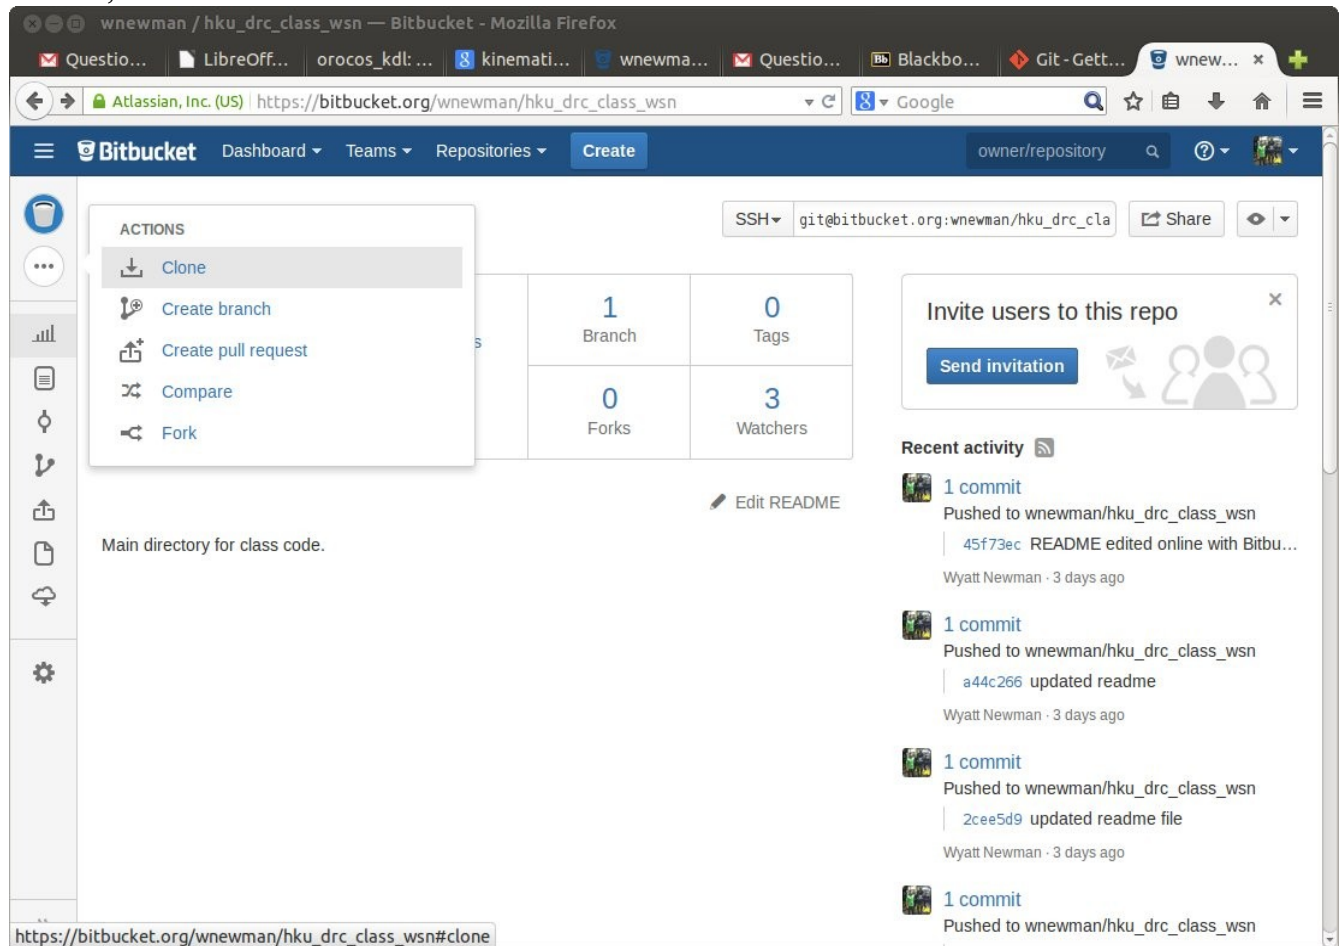 wnewman / hku_drc_class_wsn — Bitbucket - Mozilla Firefox
Questio... LibreOff... orocos_kdl: ... kinemati... wnewma... Questio... Blackbo... Git - Gett... wnew...
Atlassian, Inc. (US) https://bitbucket.org/wnewman/hku_drc_class_wsn Google
Bitbucket Dashboard Teams Repositories Create owner/repository
SSH git@bitbucket.org:wnewman/hku_drc_cla Share
ACTIONS
Clone
Create branch
Create pull request
Compare
Fork
s
1
Branch
0
Tags
0
Forks
3
Watchers
Edit README
Main directory for class code.
Invite users to this repo
Send invitation
Recent activity
1 commit
Pushed to wnewman/hku_drc_class_wsn
45f73ec README edited online with Bitbu...
Wyatt Newman · 3 days ago
1 commit
Pushed to wnewman/hku_drc_class_wsn
a44c266 updated readme
Wyatt Newman · 3 days ago
1 commit
Pushed to wnewman/hku_drc_class_wsn
2cee5d9 updated readme file
Wyatt Newman · 3 days ago
1 commit
Pushed to wnewman/hku_drc_class_wsn
https://bitbucket.org/wnewman/hku_drc_class_wsn#clone